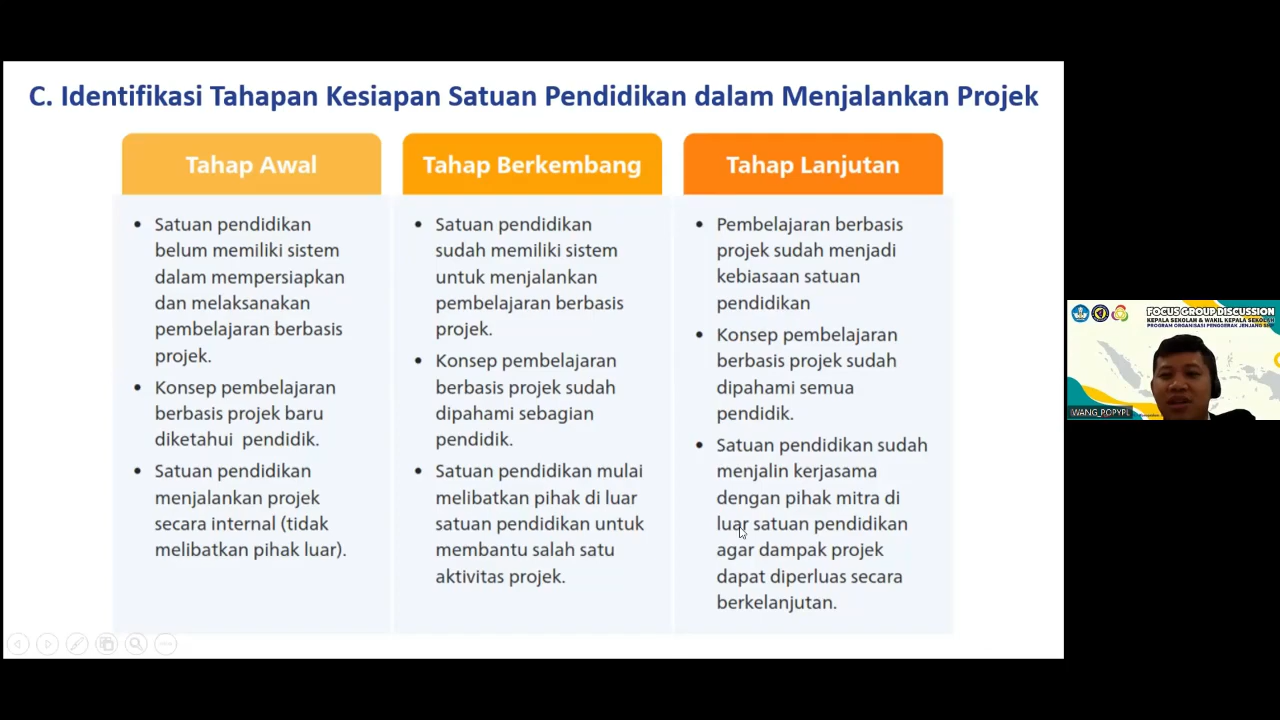 C. Identifikasi Tahapan Kesiapan Satuan Pendidikan dalam Menjalankan Projek
Tahap Awal
• Satuan pendidikan
belum memiliki sistem
dalam mempersiapkan
dan melaksanakan
pembelajaran berbasis
projek.
• Konsep pembelajaran
berbasis projek baru
diketahui pendidik.
• Satuan pendidikan
menjalankan projek
secara internal (tidak
melibatkan pihak luar).
Tahap Berkembang
• Satuan pendidikan
sudah memiliki sistem
untuk menjalankan
pembelajaran berbasis
projek.
• Konsep pembelajaran
berbasis projek sudah
dipahami sebagian
pendidik.
• Satuan pendidikan mulai
melibatkan pihak di luar
satuan pendidikan untuk
membantu salah satu
aktivitas projek.
Tahap Lanjutan
• Pembelajaran berbasis
projek sudah menjadi
kebiasaan satuan
pendidikan
• Konsep pembelajaran
berbasis projek sudah
dipahami semua
pendidik.
• Satuan pendidikan sudah
menjalin kerjasama
dengan pihak mitra di
luar satuan pendidikan
agar dampak projek
dapat diperluas secara
berkelanjutan.
FOCUS GROUP DISCUSSION
KEPALA SEKOLAH & WAKIL KEPALA SEKOLAH
PROGRAM ORGANISASI PENGGERAK JENJANG SMP